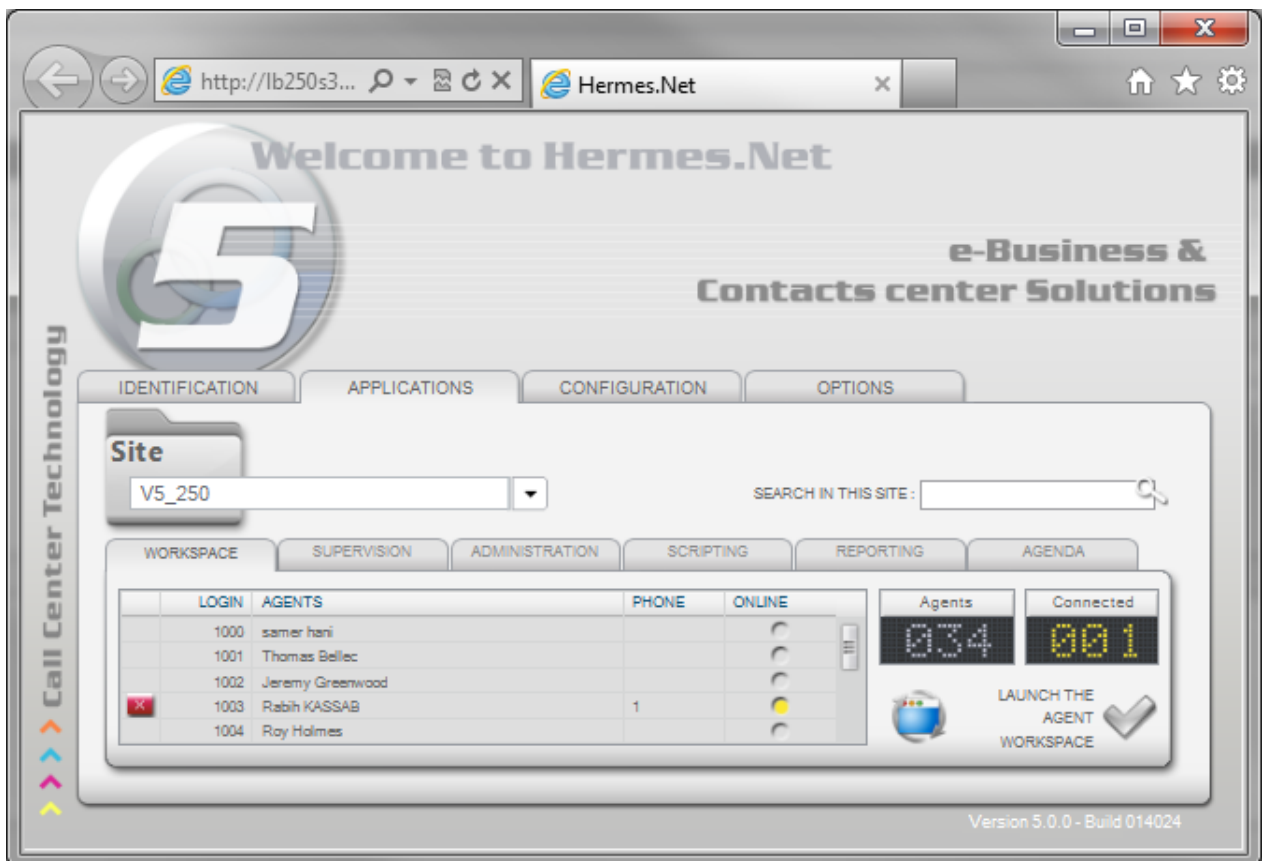 http://lb250s3...
Hermes.Net
Welcome to Hermes.Net
5
e-Business &
Contacts center Solutions
Call Center Technology
IDENTIFICATION APPLICATIONS CONFIGURATION OPTIONS
Site
V5_250
SEARCH IN THIS SITE :
WORKSPACE SUPERVISION ADMINISTRATION SCRIPTING REPORTING AGENDA
LOGIN AGENTS PHONE ONLINE
1000 samer hani
1001 Thomas Bellec
1002 Jeremy Greenwood
1003 Rabih KASSAB 1
1004 Roy Holmes
Agents Connected
034 001
LAUNCH THE
AGENT
WORKSPACE
Version 5.0.0 - Build 014024